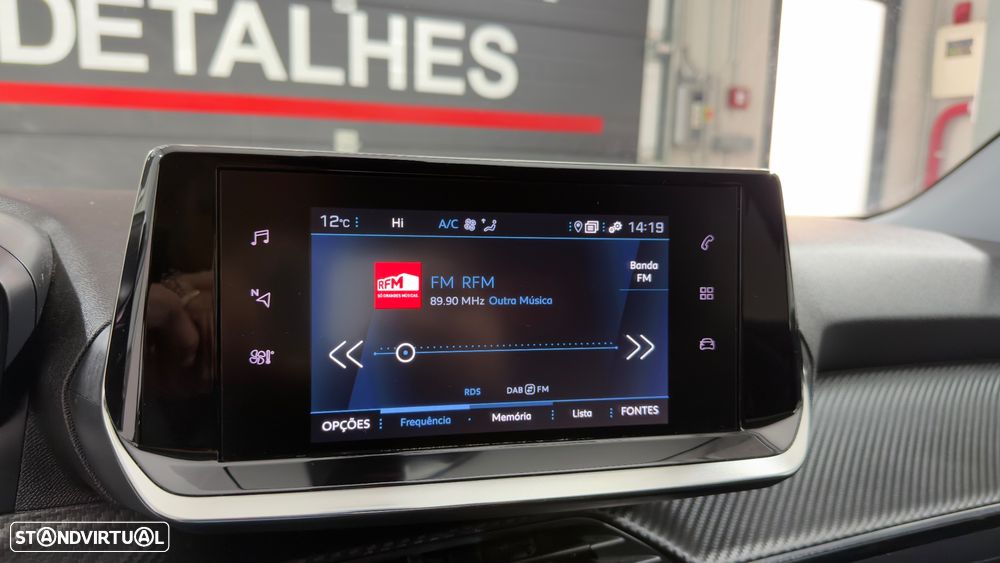 DETALHES
12°C
Hi
A/C
14:19
Banda
FM
RFM
SÓ GRANDES MÚSICAS.
FM RFM
89.90 MHz Outra Música
N
RDS
DAB FM
OPÇÕES
Frequência
Memória
Lista
FONTES
STANDVIRTUAL